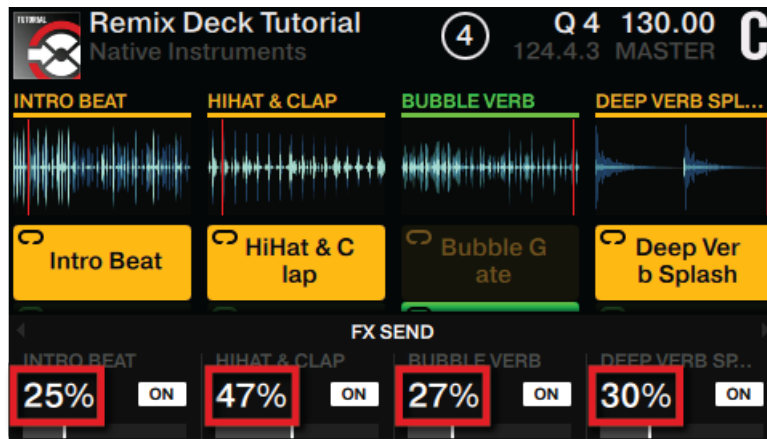 TUTORIAL
Remix Deck Tutorial
Native Instruments
4
Q 4 130.00
124.4.3 MASTER
C
INTRO BEAT
HIHAT & CLAP
BUBBLE VERB
DEEP VERB SPL...
Intro Beat
HiHat & C
lap
Bubble G
ate
Deep Ver
b Splash
FX SEND
INTRO BEAT
HIHAT & CLAP
BUBBLE VERB
DEEP VERB SP...
25% ON
47% ON
27% ON
30% ON